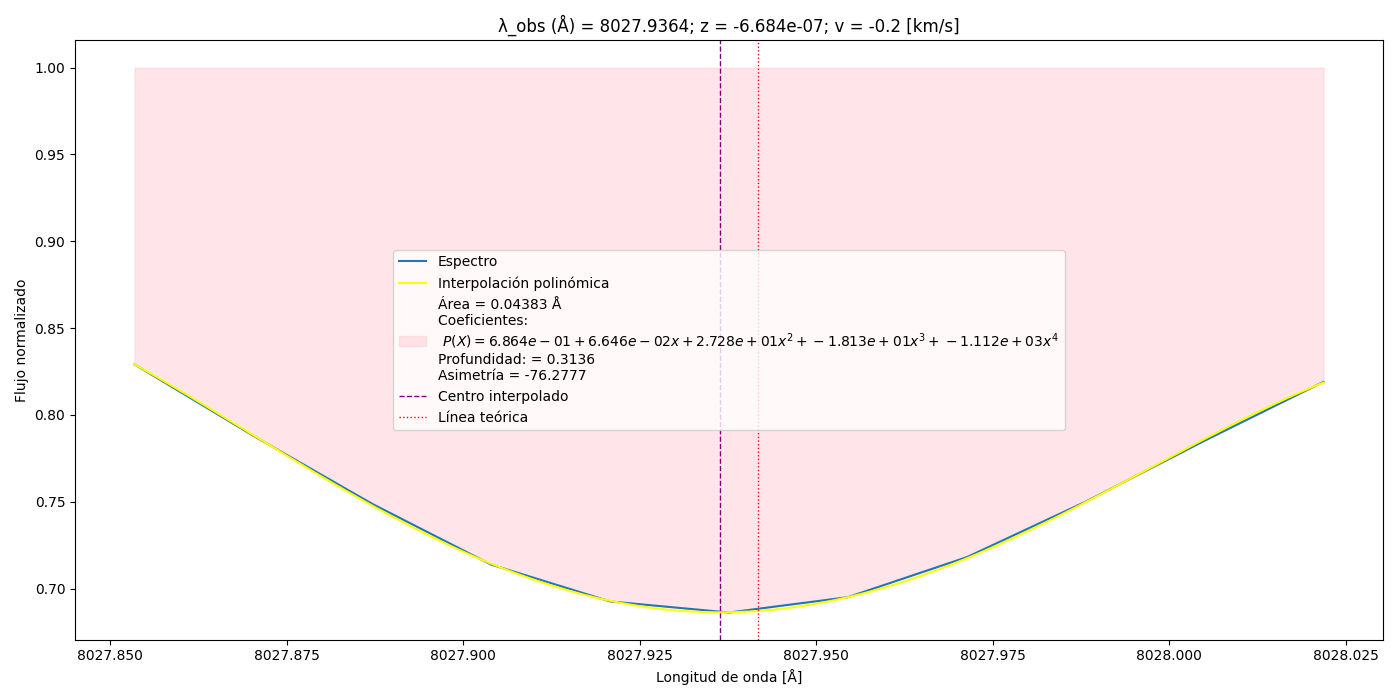 λ_obs (Å) = 8027.9364; z = -6.684e-07; v = -0.2 [km/s]
Flujo normalizado
1.00
0.95
0.90
0.85
0.80
0.75
0.70
Espectro
Interpolación polinómica
Área = 0.04383 Å
Coeficientes:
P(X) = 6.864e − 01 + 6.646e − 02x + 2.728e + 01x² + − 1.813e + 01x³ + − 1.112e + 03x⁴
Profundidad: = 0.3136
Asimetría = -76.2777
Centro interpolado
Línea teórica
8027.850 8027.875 8027.900 8027.925 8027.950 8027.975 8028.000 8028.025
Longitud de onda [Å]